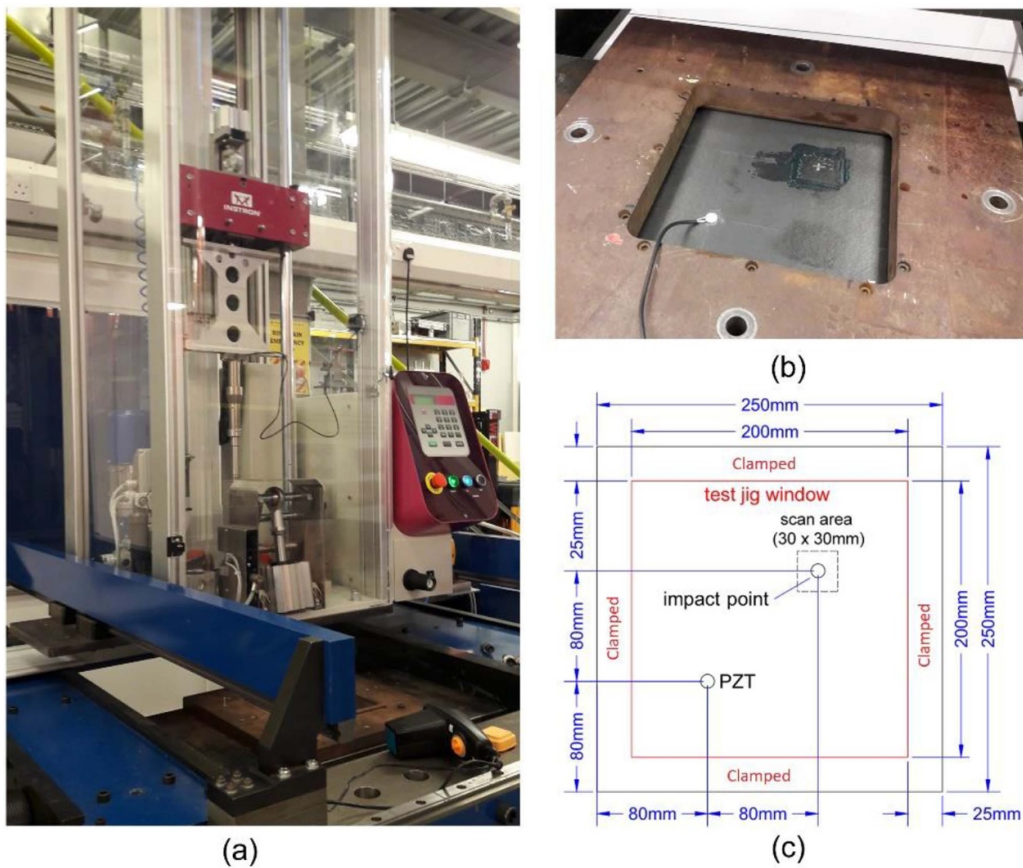 INSTRON
(a)
(b)
250mm
200mm
Clamped
test jig window
scan area
(30 x 30mm)
impact point
PZT
Clamped
Clamped
Clamped
25mm
80mm
80mm
200mm
250mm
80mm
80mm
25mm
(c)